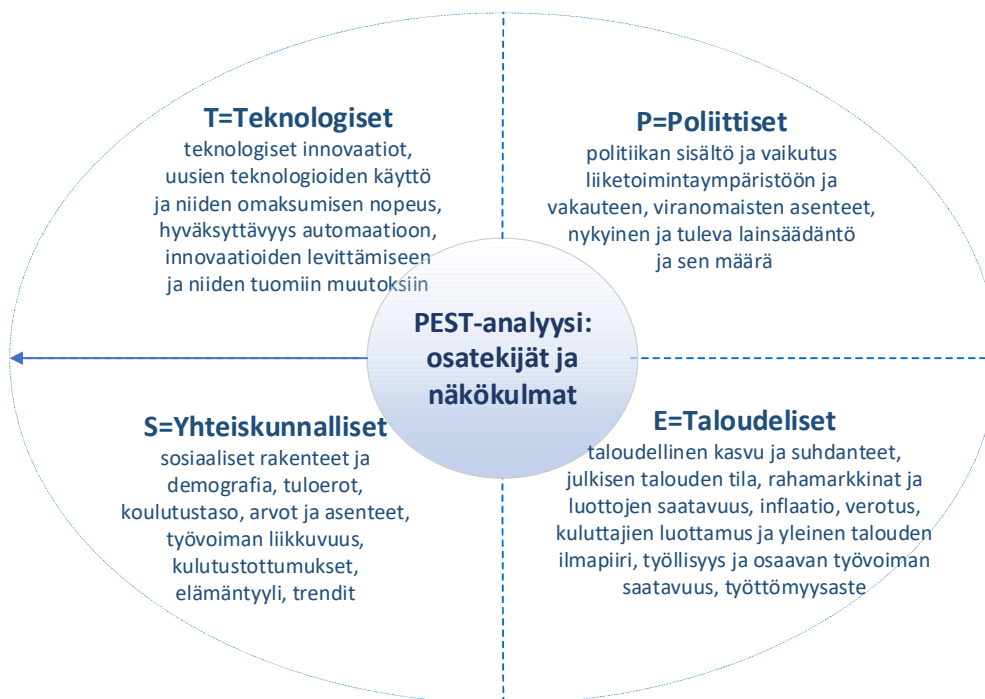 T=Teknologiset
teknologiset innovaatiot,
uusien teknologioiden käyttö
ja niiden omaksumisen nopeus,
hyväksyttävyys automaatioon,
innovaatioiden levittämiseen
ja niiden tuomiin muutoksiin
P=Poliittiset
politiikan sisältö ja vaikutus
liiketoimintaympäristöön ja
vakauteen, viranomaisten asenteet,
nykyinen ja tuleva lainsäädäntö
ja sen määrä
PEST-analyysi:
osatekijät ja
näkökulmat
S=Yhteiskunnalliset
sosiaaliset rakenteet ja
demografia, tuloerot,
koulutustaso, arvot ja asenteet,
työvoiman liikkuvuus,
kulutustottumukset,
elämäntyyli, trendit
E=Taloudeliset
taloudellinen kasvu ja suhdanteet,
julkisen talouden tila, rahamarkkinat ja
luottojen saatavuus, inflaatio, verotus,
kuluttajien luottamus ja yleinen talouden
ilmapiiri, työllisyys ja osaavan työvoiman
saatavuus, työttömyysaste